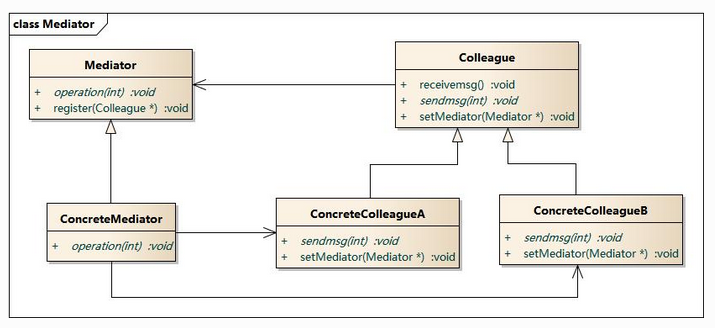 class Mediator
Mediator
+ operation(int) :void
+ register(Colleague *) :void
Colleague
+ receivemsg() :void
+ sendmsg(int) :void
+ setMediator(Mediator *) :void
ConcreteMediator
+ operation(int) :void
ConcreteColleagueA
+ sendmsg(int) :void
+ setMediator(Mediator *) :void
ConcreteColleagueB
+ sendmsg(int) :void
+ setMediator(Mediator *) :void